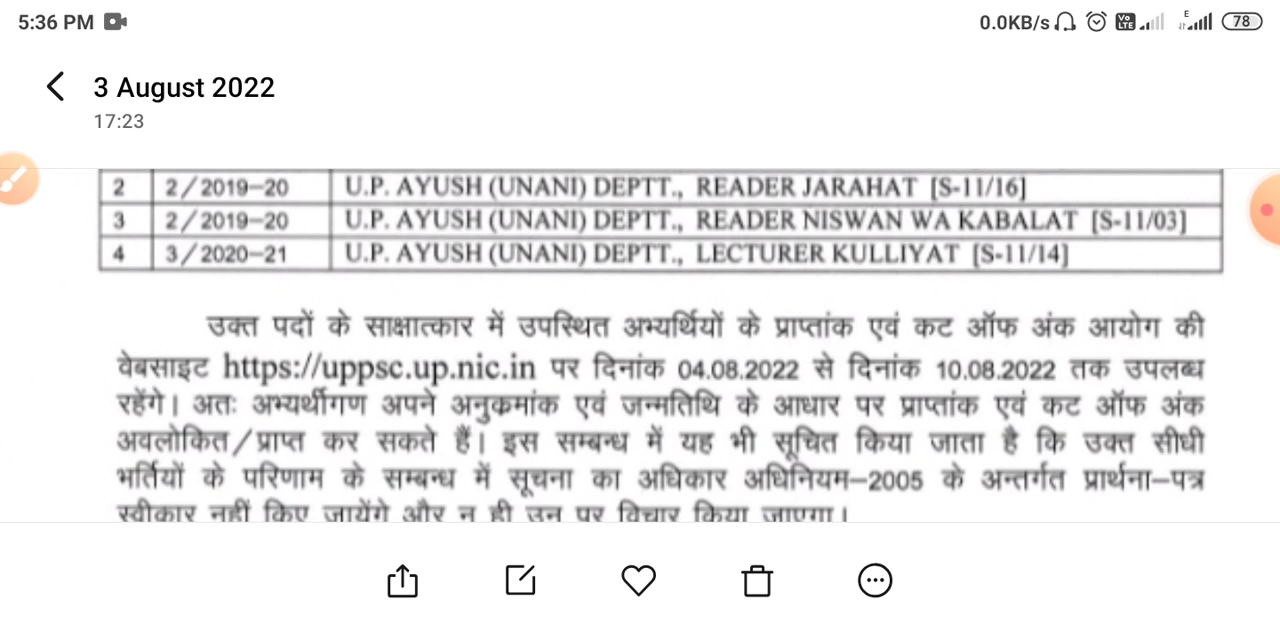 5:36 PM
0.0KB/s
Vo LTE
E
78
3 August 2022
17:23
2 2/2019–20 U.P. AYUSH (UNANI) DEPTT., READER JARAHAT [S-11/16]
3 2/2019–20 U.P. AYUSH (UNANI) DEPTT., READER NISWAN WA KABALAT [S-11/03]
4 3/2020–21 U.P. AYUSH (UNANI) DEPTT., LECTURER KULLIYAT [S-11/14]
उक्त पदों के साक्षात्कार में उपस्थित अभ्यर्थियों के प्राप्तांक एवं कट ऑफ अंक आयोग की
वेबसाइट https://uppsc.up.nic.in पर दिनांक 04.08.2022 से दिनांक 10.08.2022 तक उपलब्ध
रहेंगे। अतः अभ्यर्थीगण अपने अनुक्रमांक एवं जन्मतिथि के आधार पर प्राप्तांक एवं कट ऑफ अंक
अवलोकित/प्राप्त कर सकते हैं। इस सम्बन्ध में यह भी सूचित किया जाता है कि उक्त सीधी
भर्तियों के परिणाम के सम्बन्ध में सूचना का अधिकार अधिनियम–2005 के अन्तर्गत प्रार्थना–पत्र
स्वीकार नहीं किए जायेंगे और न ही उन पर विचार किया जाएगा।